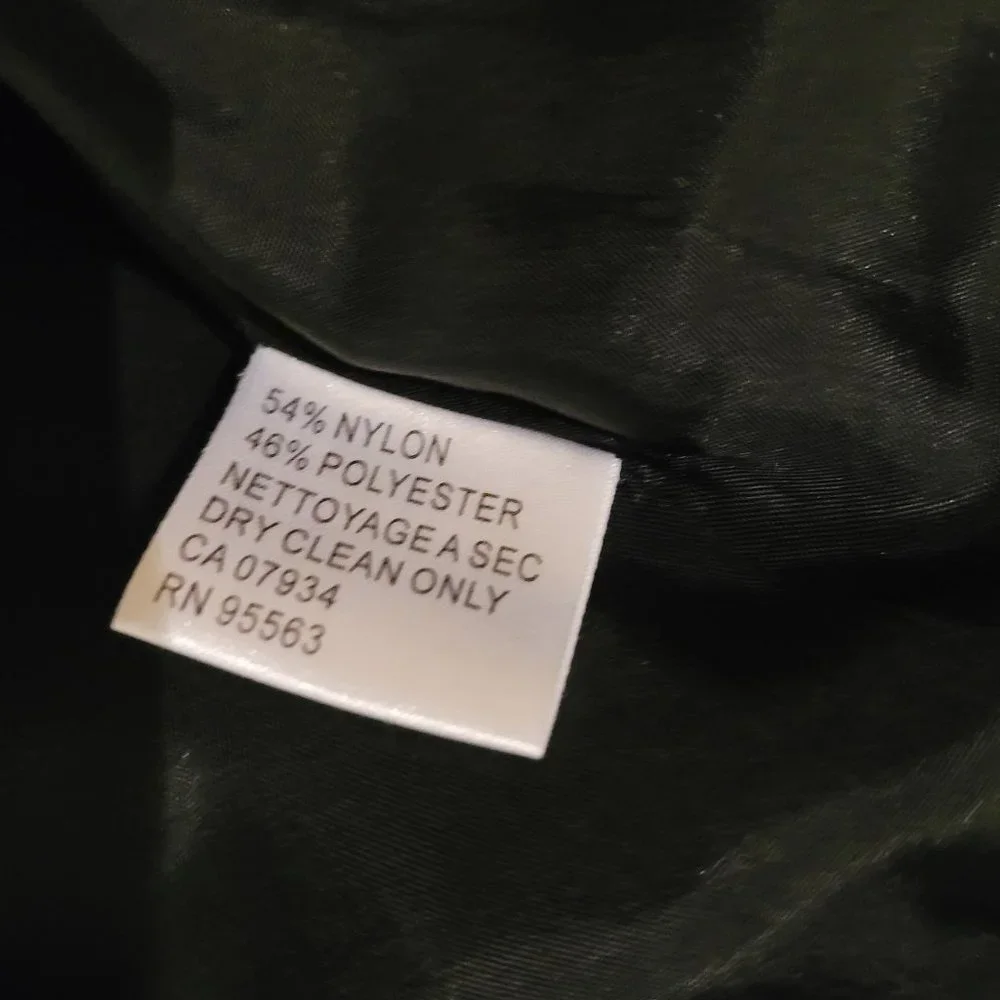 54% NYLON
46% POLYESTER
NETTOYAGE A SEC
DRY CLEAN ONLY
CA 07934
RN 95563